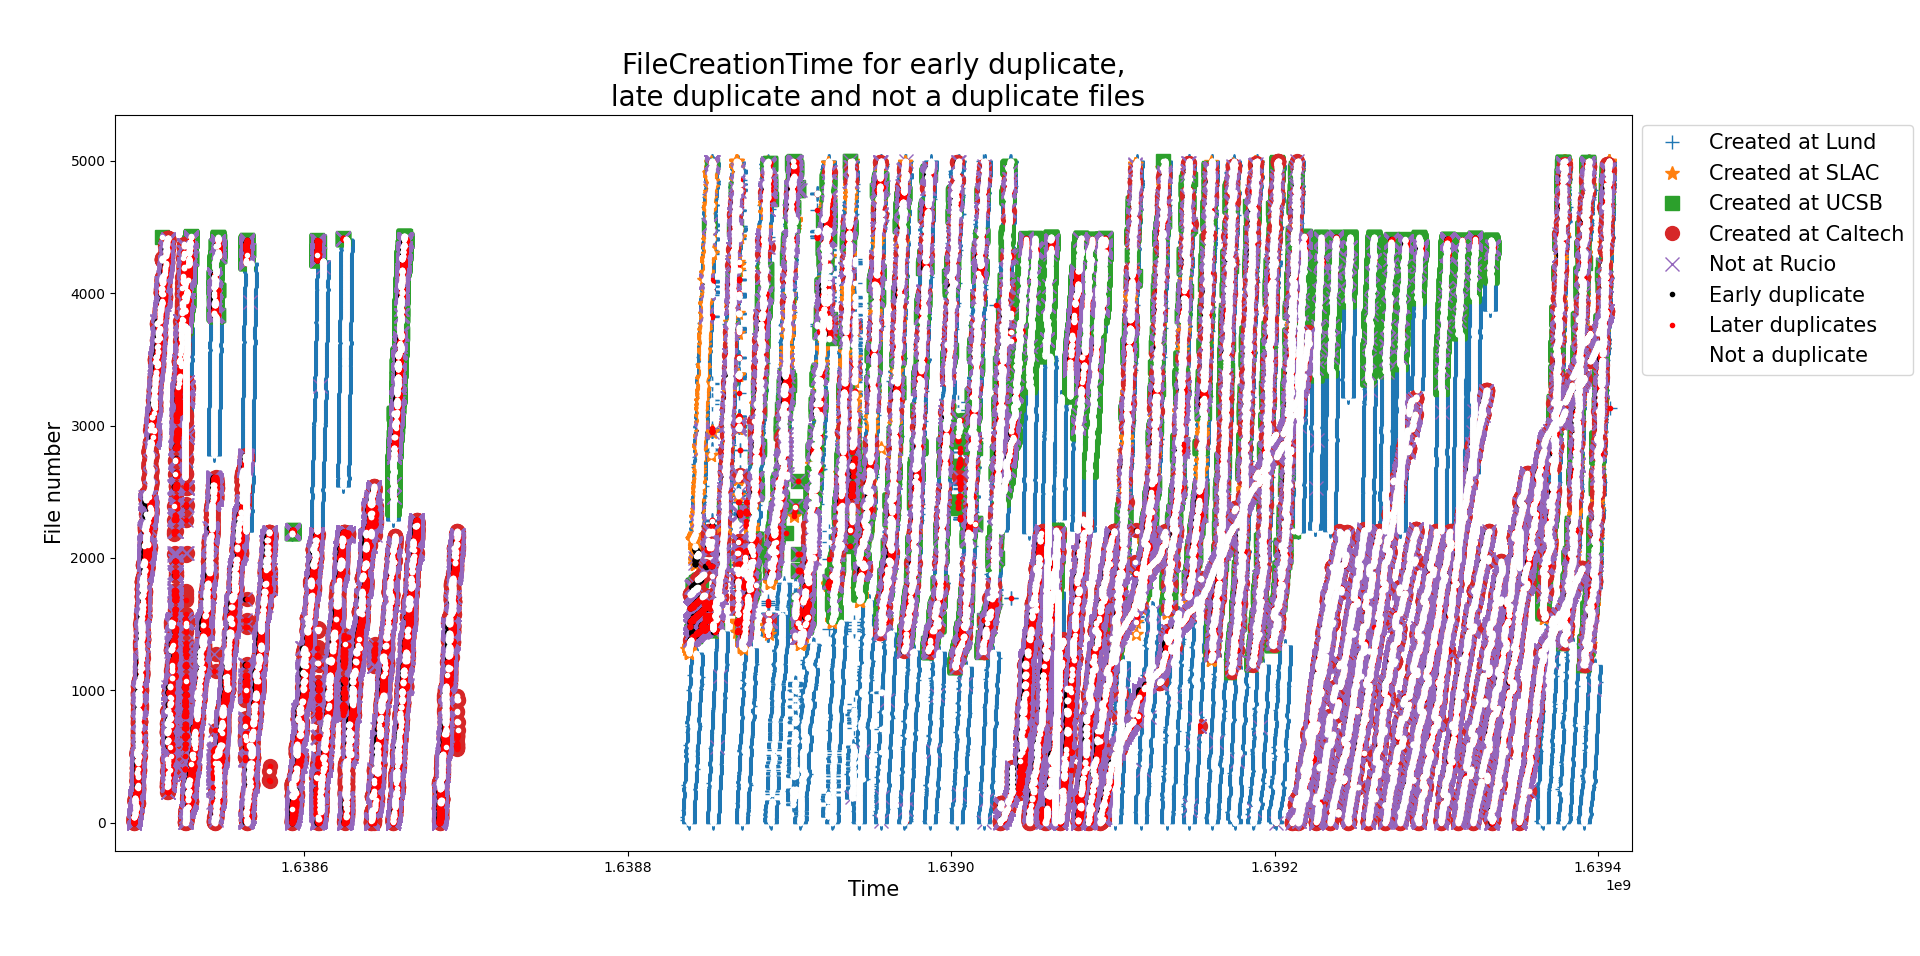 FileCreationTime for early duplicate,
late duplicate and not a duplicate files
5000
4000
3000
2000
1000
0
File number
1.6386
1.6388
1.6390
1.6392
1.6394
1e9
Time
Created at Lund
Created at SLAC
Created at UCSB
Created at Caltech
Not at Rucio
Early duplicate
Later duplicates
Not a duplicate